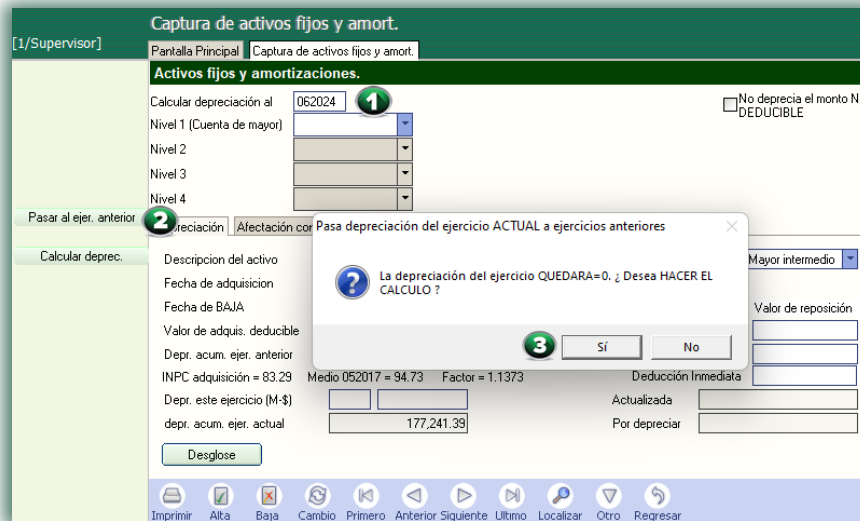 Captura de activos fijos y amort.
[1/Supervisor]
Pantalla Principal Captura de activos fijos y amort.
Activos fijos y amortizaciones.
Calcular depreciación al 062024 1
No deprecia el monto N
DEDUCIBLE
Nivel 1 (Cuenta de mayor)
Nivel 2
Nivel 3
Nivel 4
Pasar al ejer. anterior 2
reciación Afectación con
Pasa depreciación del ejercicio ACTUAL a ejercicios anteriores
Calcular deprec.
La depreciación del ejercicio QUEDARA=0. ¿ Desea HACER EL
CALCULO ?
3 Sí No
Descripcion del activo
Mayor intermedio
Fecha de adquisicion
Fecha de BAJA
Valor de reposición
Valor de adquis. deducible
Depr. acum. ejer. anterior
INPC adquisición = 83.29 Medio 052017 = 94.73 Factor = 1.1373
Deducción Inmediata
Depr. este ejercicio (M-$)
Actualizada
depr. acum. ejer. actual 177,241.39
Por depreciar
Desglose
Imprimir Alta Baja Cambio Primero Anterior Siguiente Ultimo Localizar Otro Regresar